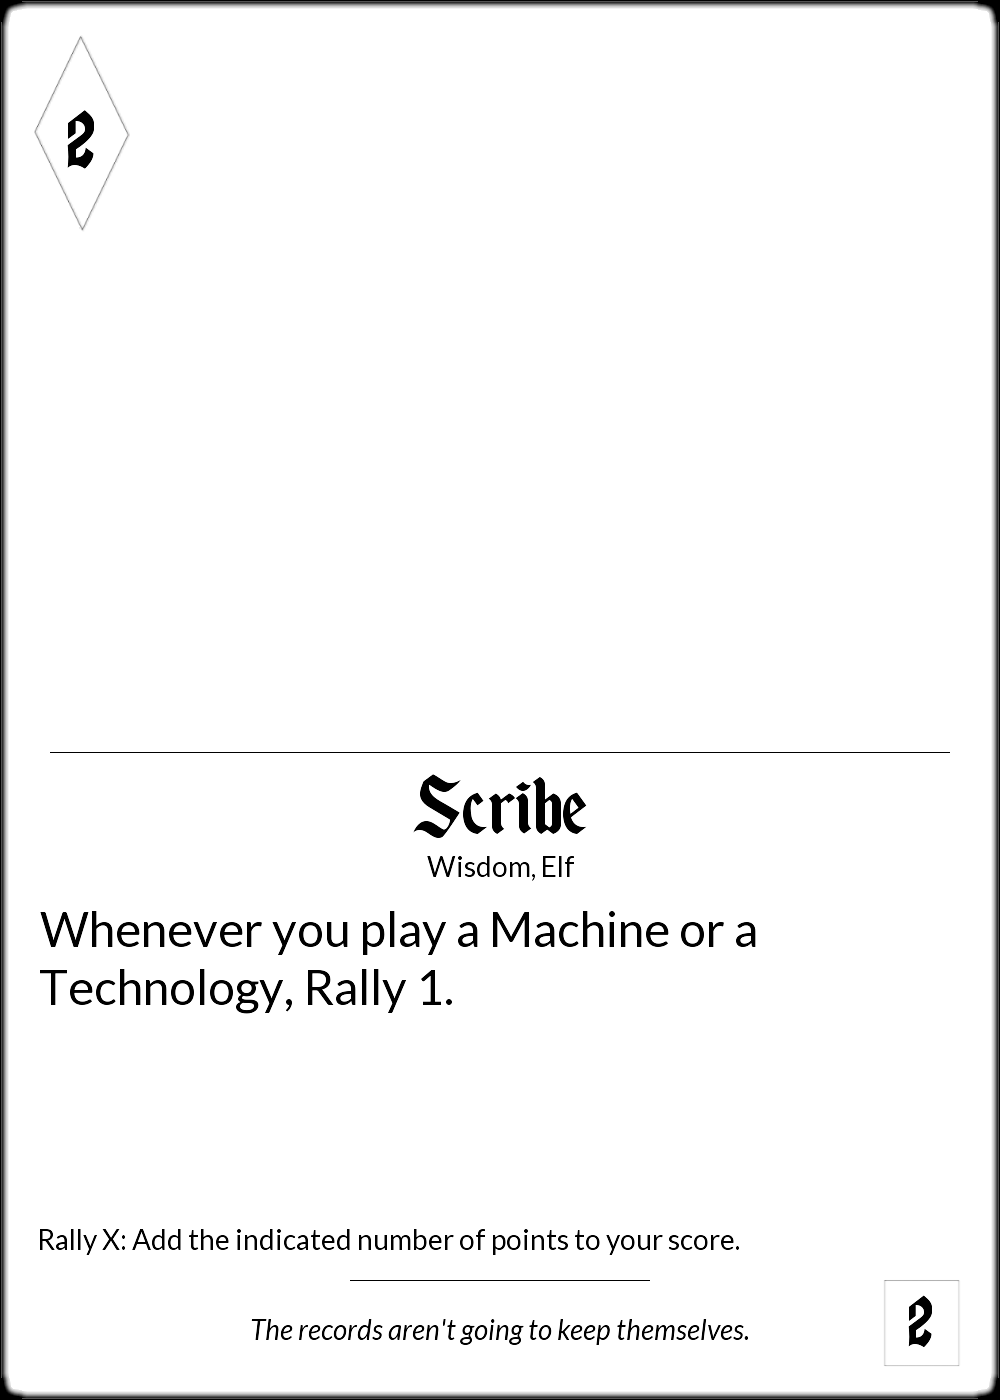 2
Scribe
Wisdom, Elf
Whenever you play a Machine or a
Technology, Rally 1.
Rally X: Add the indicated number of points to your score.
The records aren't going to keep themselves.
2